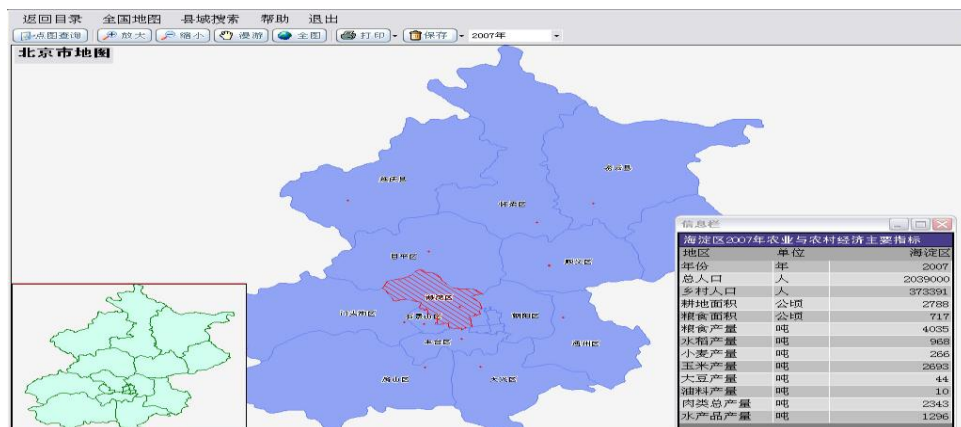 返回目录 全国地图 县域搜索 帮助 退出
点图查询 放大 缩小 漫游 全图 打印 保存 2007年
北京市地图
密云县
延庆县
怀柔区
昌平区
顺义区
海淀区
门头沟区 石景山区 朝阳区
丰台区 通州区
房山区 大兴区
信息栏
海淀区2007年农业与农村经济主要指标
地区 单位 海淀区
年份 年 2007
总人口 人 2039000
乡村人口 人 373391
耕地面积 公顷 2788
粮食面积 公顷 717
粮食产量 吨 4035
水稻产量 吨 968
小麦产量 吨 266
玉米产量 吨 2693
大豆产量 吨 44
油料产量 吨 10
肉类总产量 吨 2343
水产品产量 吨 1296